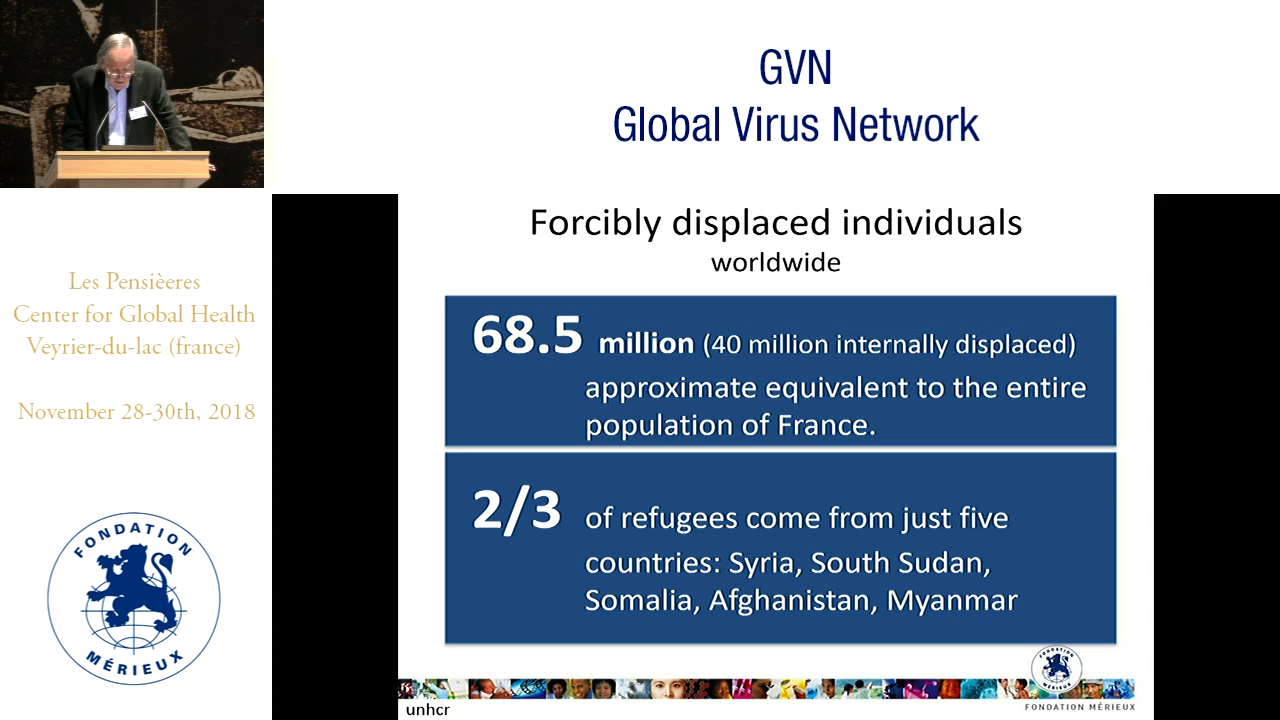 GVN
Global Virus Network
Les Pensièeres
Center for Global Health
Veyrier-du-lac (france)
November 28-30th, 2018
FONDATION
MÉRIEUX
Forcibly displaced individuals
worldwide
68.5 million (40 million internally displaced)
approximate equivalent to the entire
population of France.
2/3 of refugees come from just five
countries: Syria, South Sudan,
Somalia, Afghanistan, Myanmar
FONDATION
MÉRIEUX
FONDATION MÉRIEUX
unhcr